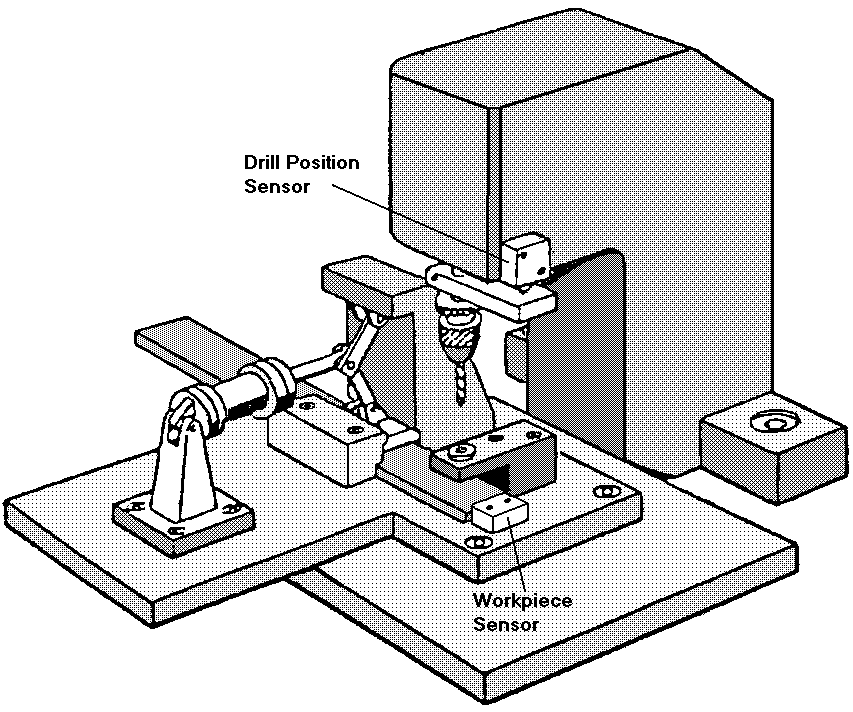 Drill Position
Sensor
Workpiece
Sensor